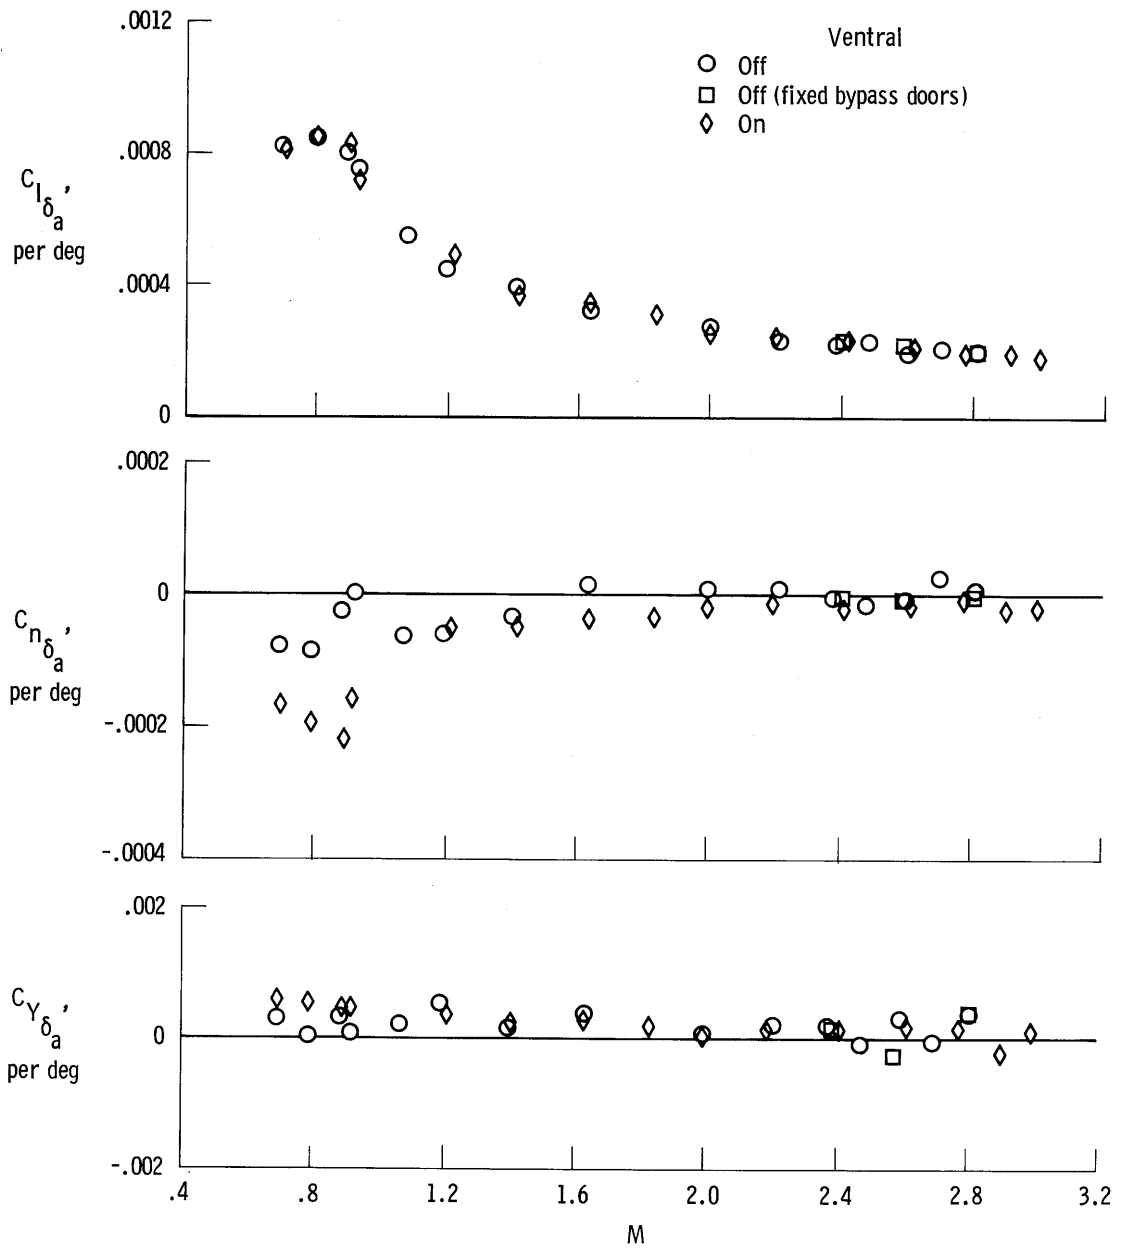 .0012
Ventral
Off
Off (fixed bypass doors)
On
.0008
C_{l_{δ_a}},
per deg
.0004
0
.0002
0
C_{n_{δ_a}},
per deg
-.0002
-.0004
.002
C_{Y_{δ_a}},
0
per deg
-.002
.4 .8 1.2 1.6 2.0 2.4 2.8 3.2
M